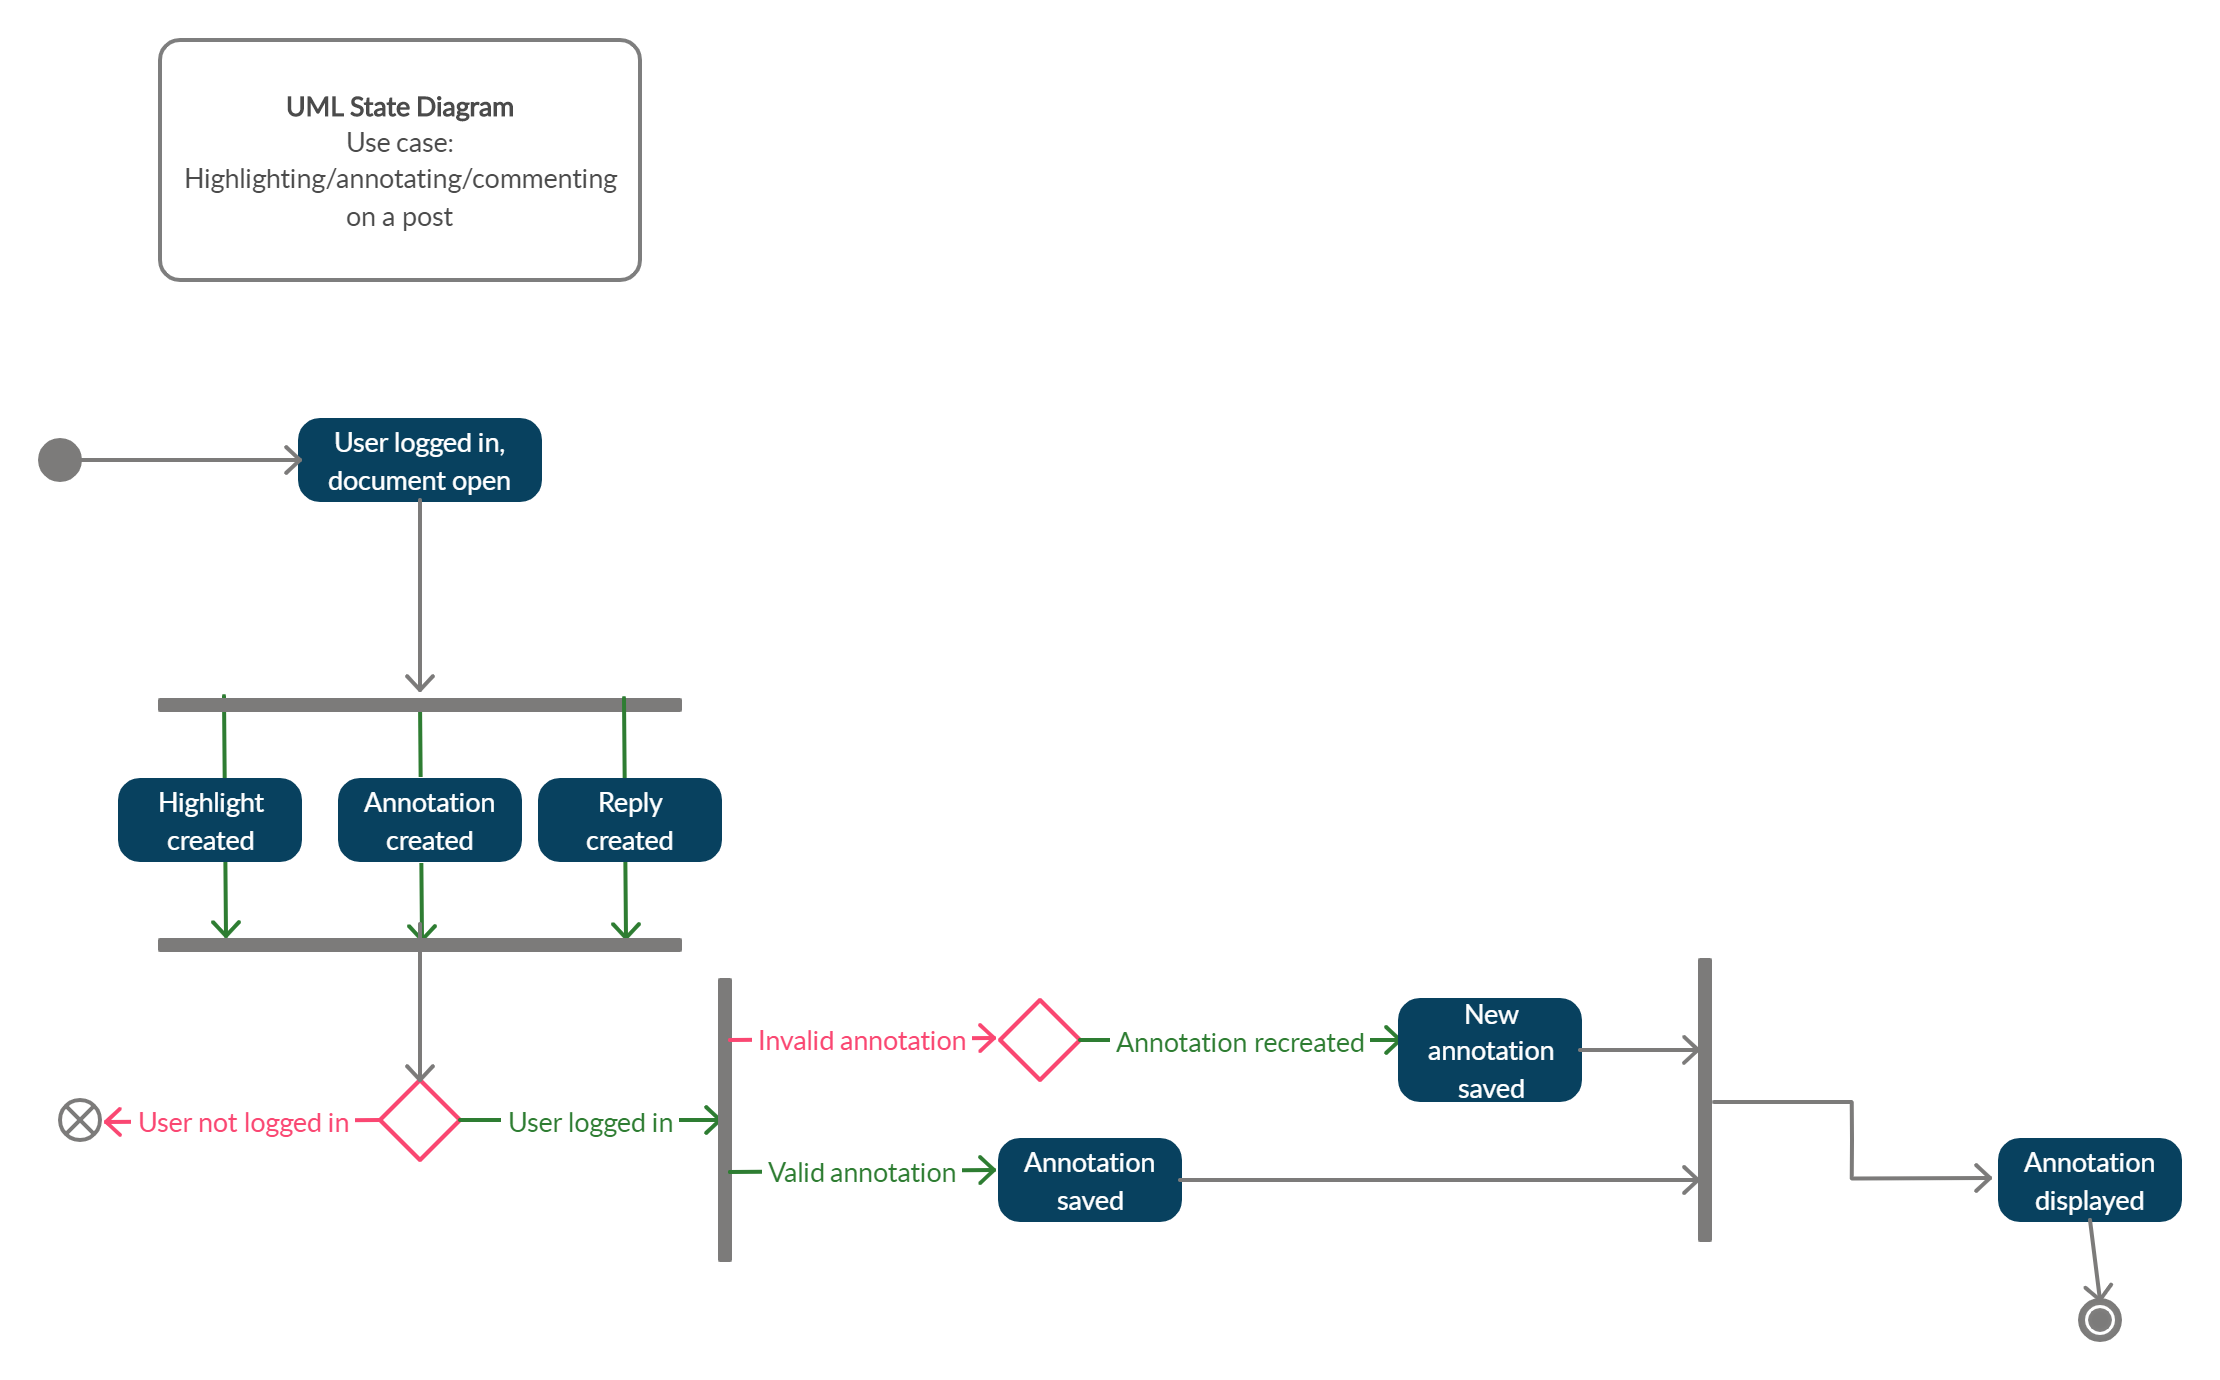 UML State Diagram
Use case:
Highlighting/annotating/commenting
on a post
User logged in,
document open
Highlight
created
Annotation
created
Reply
created
User not logged in
User logged in
Invalid annotation
Annotation recreated
New
annotation
saved
Valid annotation
Annotation
saved
Annotation
displayed